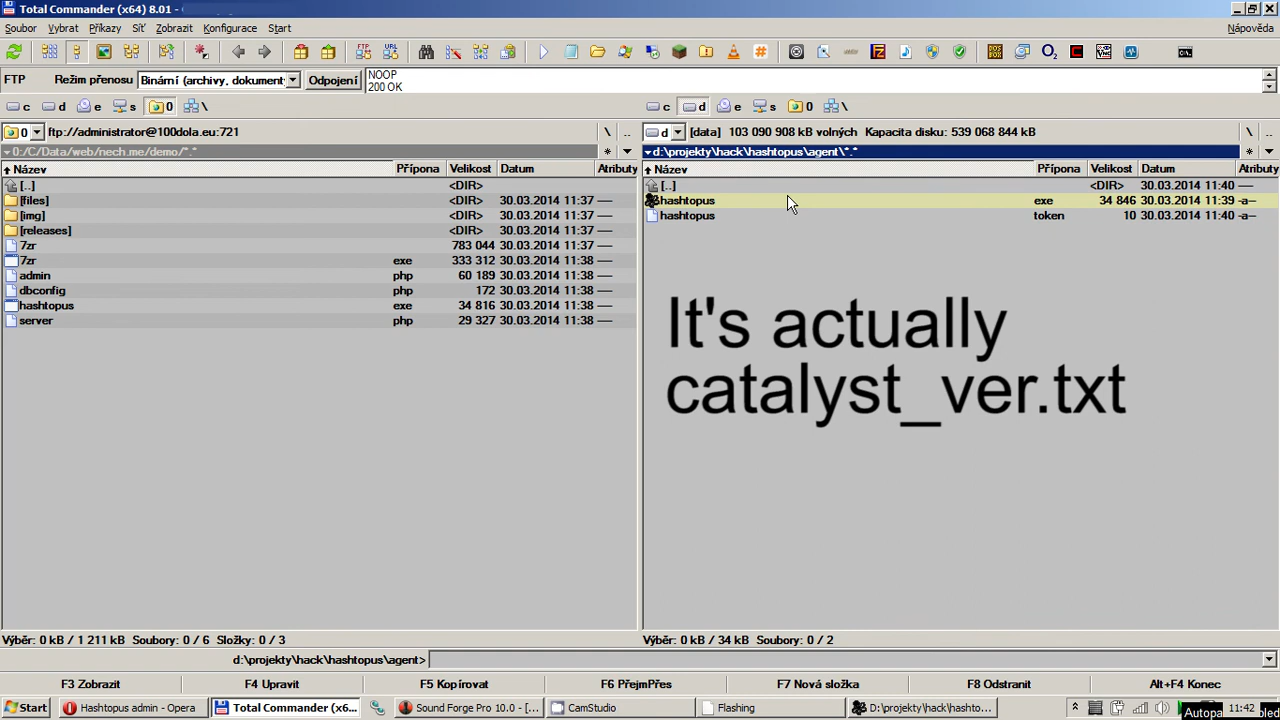 Total Commander (x64) 8.01 -
Soubor Vybrat Příkazy Síť Zobrazit Konfigurace Start Nápověda
FTP URL
FTP Režim přenosu Binární (archivy, dokument Odpojení NOOP
200 OK
c d e s 0 \ c d e s 0 \
0 ftp://administrator@100dola.eu:721 \ .. d [data] 103 090 908 kB volných Kapacita disku: 539 068 844 kB \ ..
0:/C/Data/web/nech.me/demo/*.* * d:\projekty\hack\hashtopus\agent\*.* *
Název Přípona Velikost Datum Atributy Název Přípona Velikost Datum Atributy
[..] <DIR> [..] <DIR> 30.03.2014 11:40 ----
[files] <DIR> 30.03.2014 11:37 ---- hashtopus exe 34 846 30.03.2014 11:39 -a--
[img] <DIR> 30.03.2014 11:37 ---- hashtopus token 10 30.03.2014 11:40 -a--
[releases] <DIR> 30.03.2014 11:37 ----
7zr 783 044 30.03.2014 11:37 ----
7zr exe 333 312 30.03.2014 11:38 ----
admin php 60 189 30.03.2014 11:38 ----
dbconfig php 172 30.03.2014 11:38 ----
hashtopus exe 34 816 30.03.2014 11:38 ----
server php 29 327 30.03.2014 11:38 ----
It's actually
catalyst_ver.txt
Výběr: 0 kB / 1 211 kB Soubory: 0 / 6 Složky: 0 / 3 Výběr: 0 kB / 34 kB Soubory: 0 / 2
d:\projekty\hack\hashtopus\agent>
F3 Zobrazit F4 Upravit F5 Kopírovat F6 PřejmPřes F7 Nová složka F8 Odstranit Alt+F4 Konec
Start Hashtopus admin - Opera Total Commander (x6... Sound Forge Pro 10.0 - [... CamStudio Flashing D:\projekty\hack\hashto... 11:42